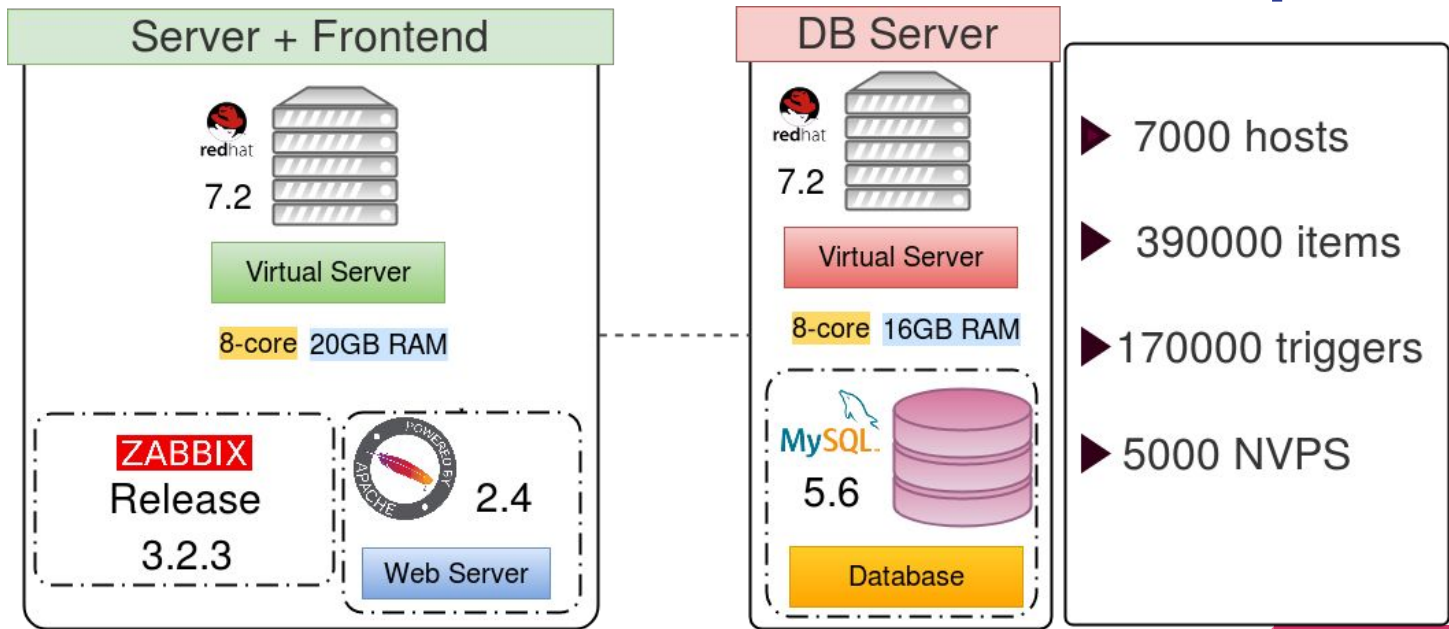 Server + Frontend
redhat
7.2
Virtual Server
8-core 20GB RAM
ZABBIX
Release
3.2.3
POWERED BY
APACHE
2.4
Web Server
DB Server
redhat
7.2
Virtual Server
8-core 16GB RAM
MySQL
5.6
Database
7000 hosts
390000 items
170000 triggers
5000 NVPS